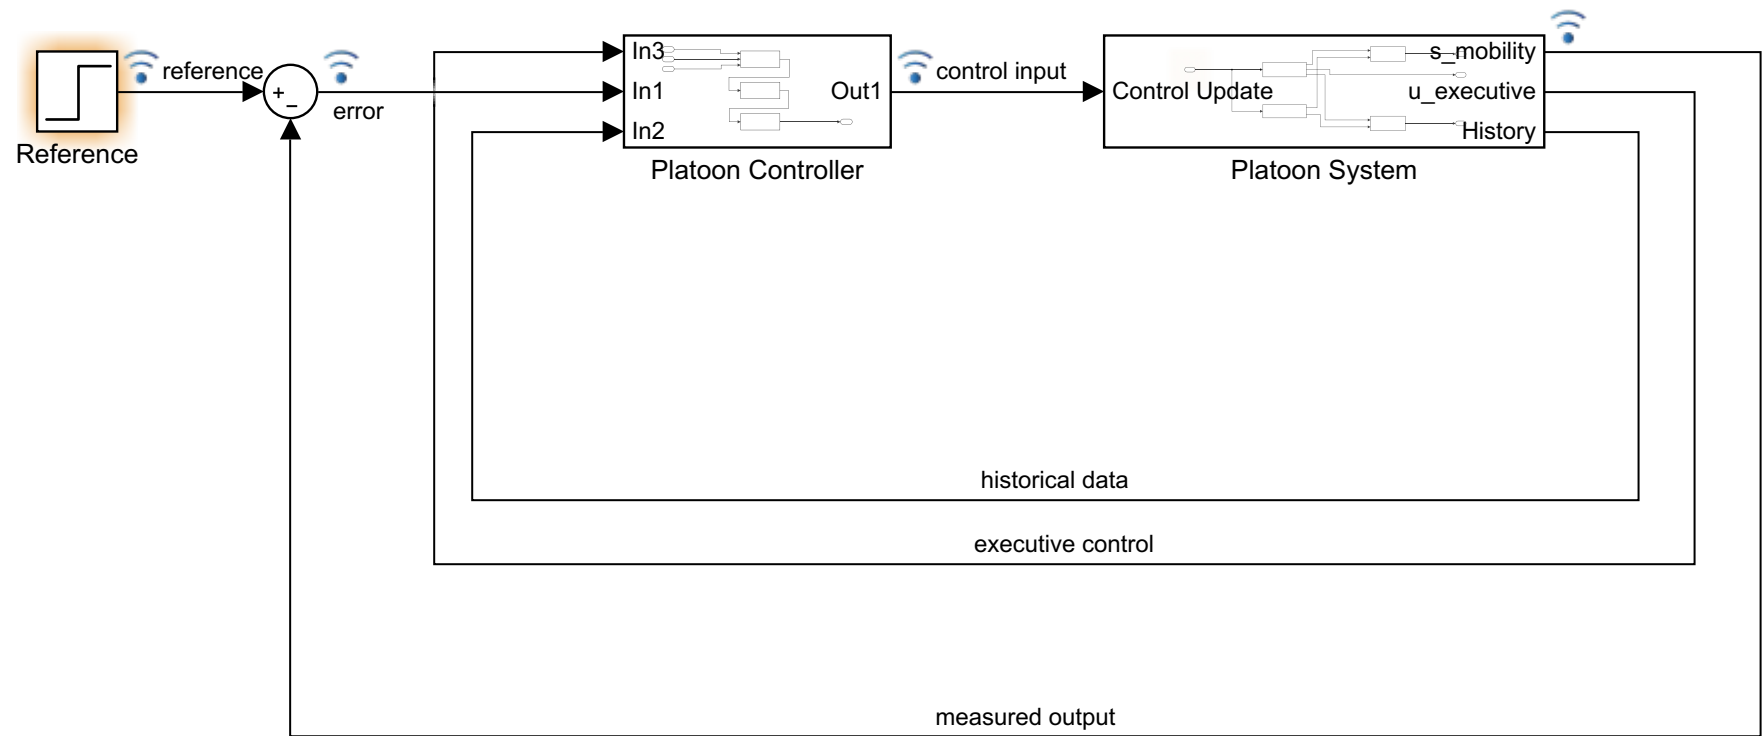 Reference
reference
+
−
error
In3
In1
In2
Out1
Platoon Controller
control input
Control Update
s_mobility
u_executive
History
Platoon System
historical data
executive control
measured output